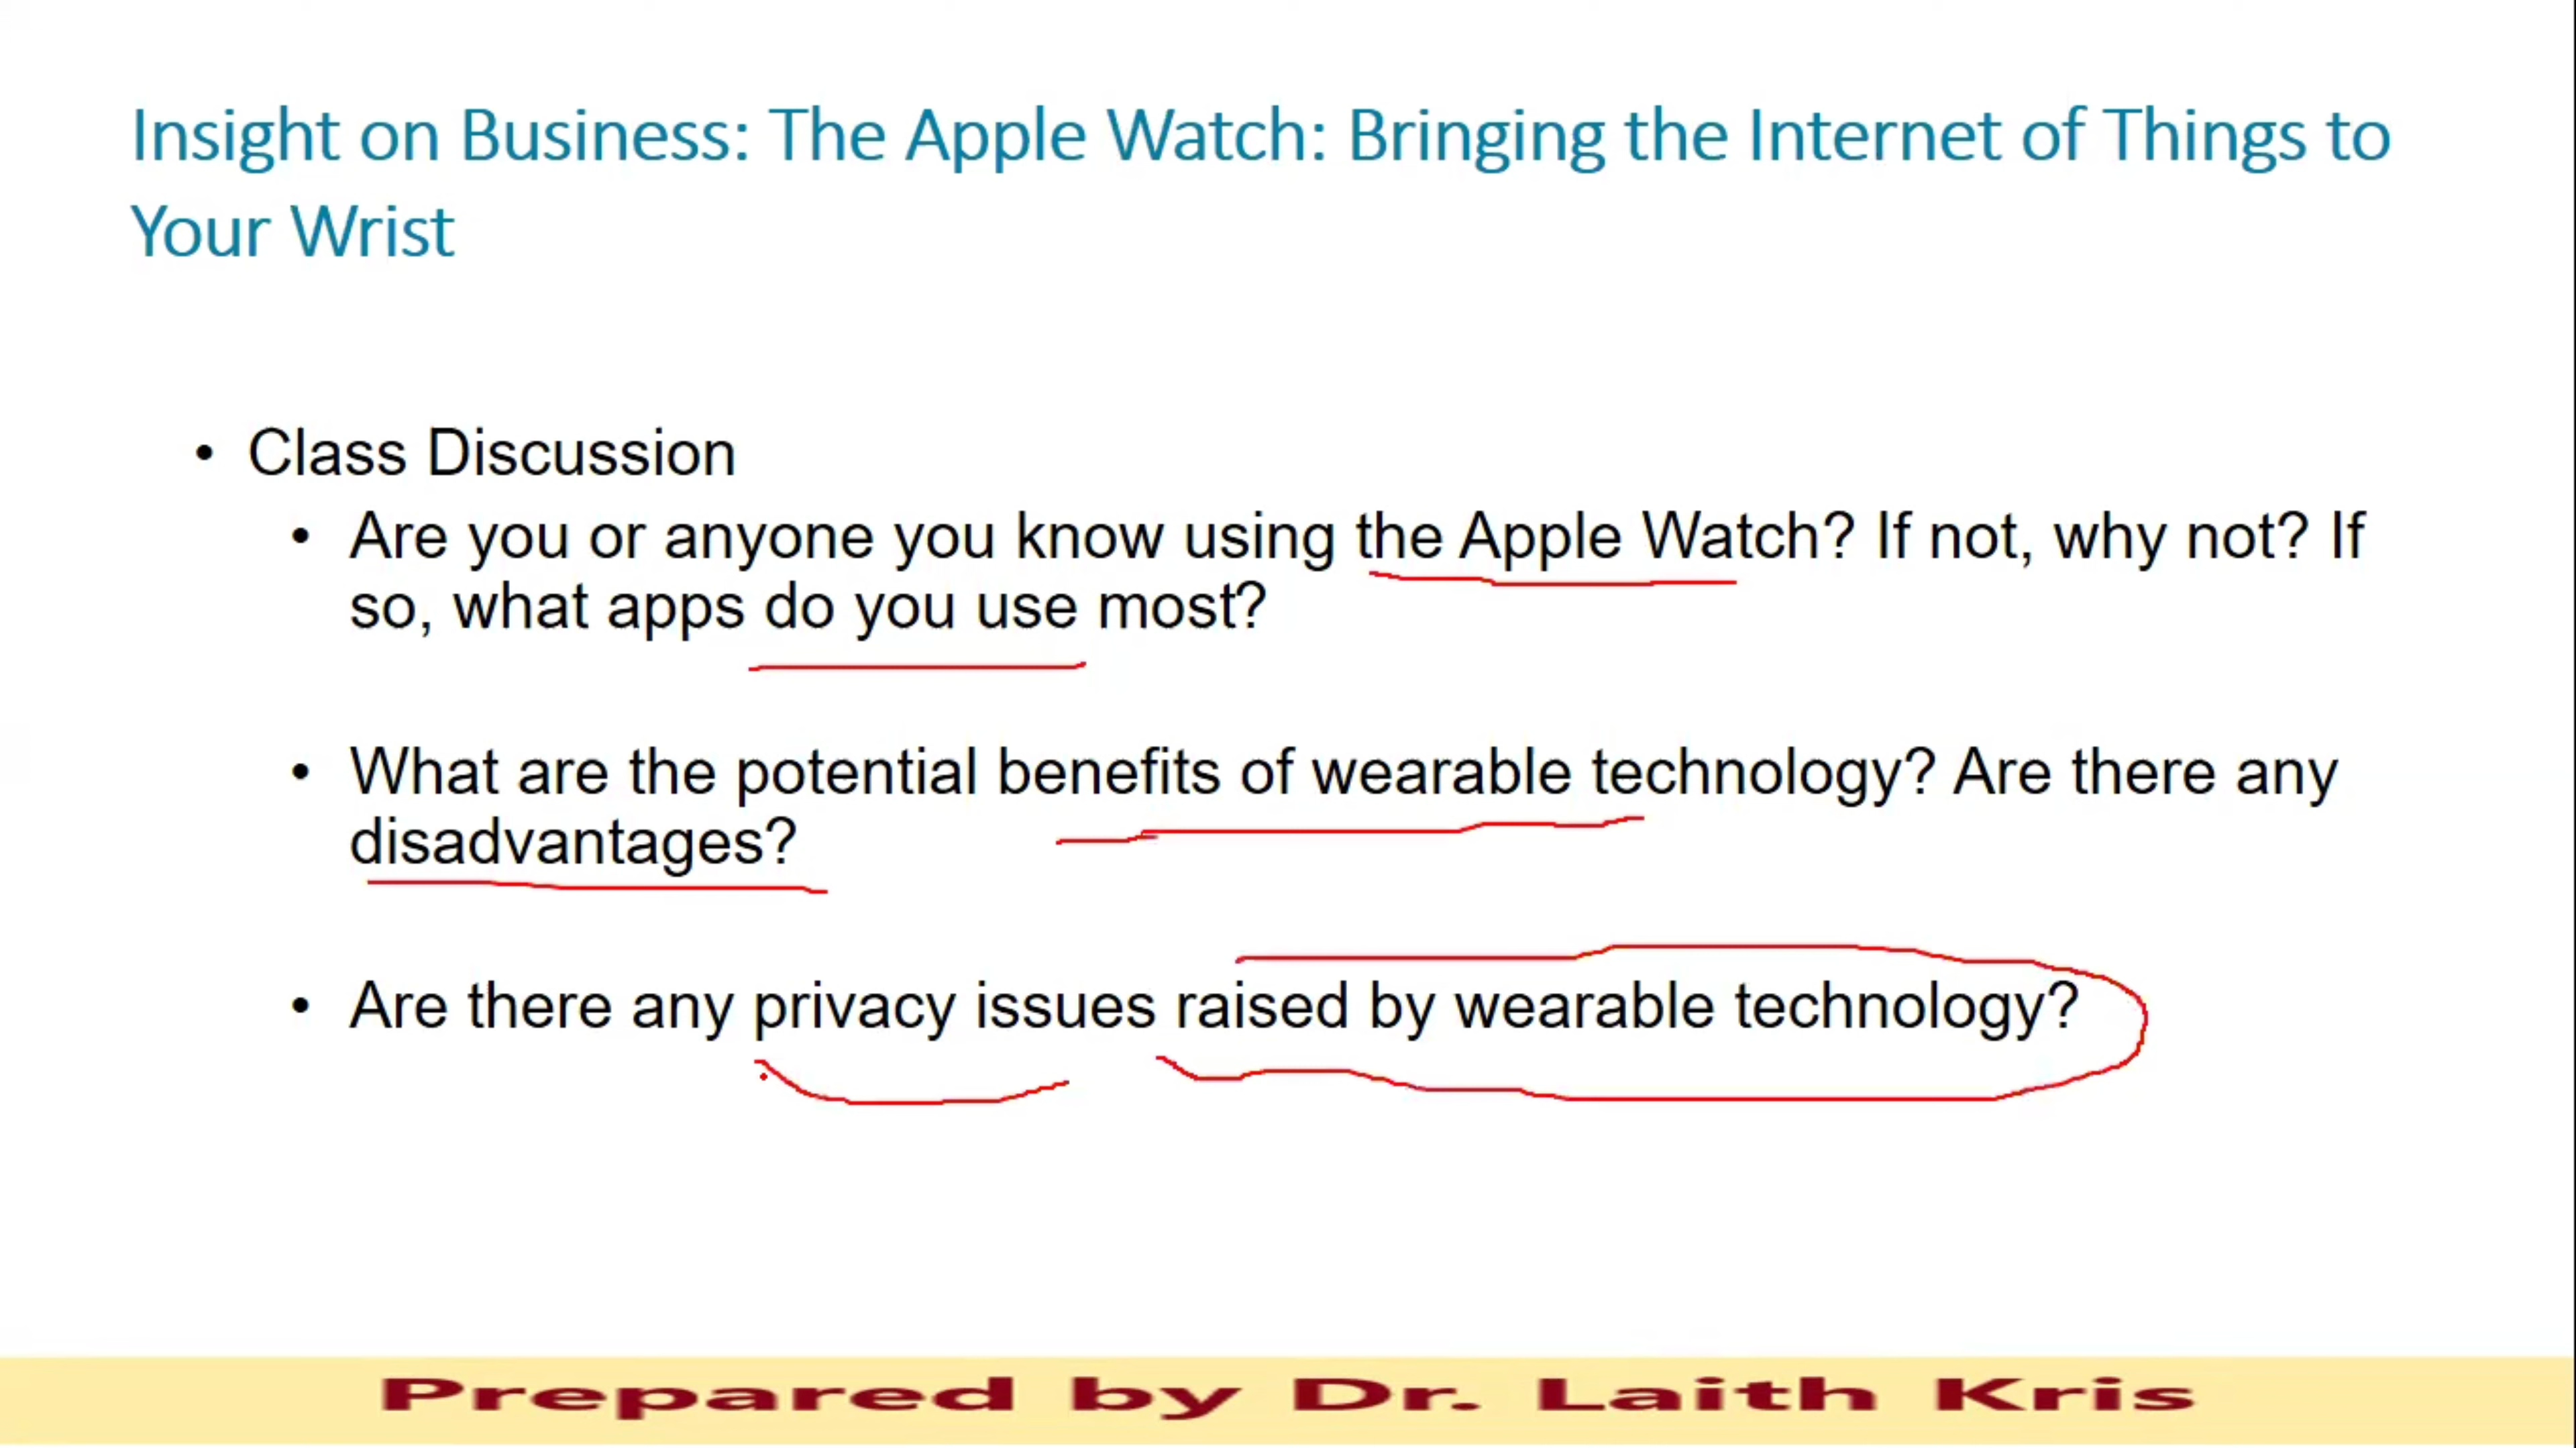 Insight on Business: The Apple Watch: Bringing the Internet of Things to
Your Wrist
• Class Discussion
• Are you or anyone you know using the Apple Watch? If not, why not? If
so, what apps do you use most?
• What are the potential benefits of wearable technology? Are there any
disadvantages?
• Are there any privacy issues raised by wearable technology?
Prepared by Dr. Laith Kris